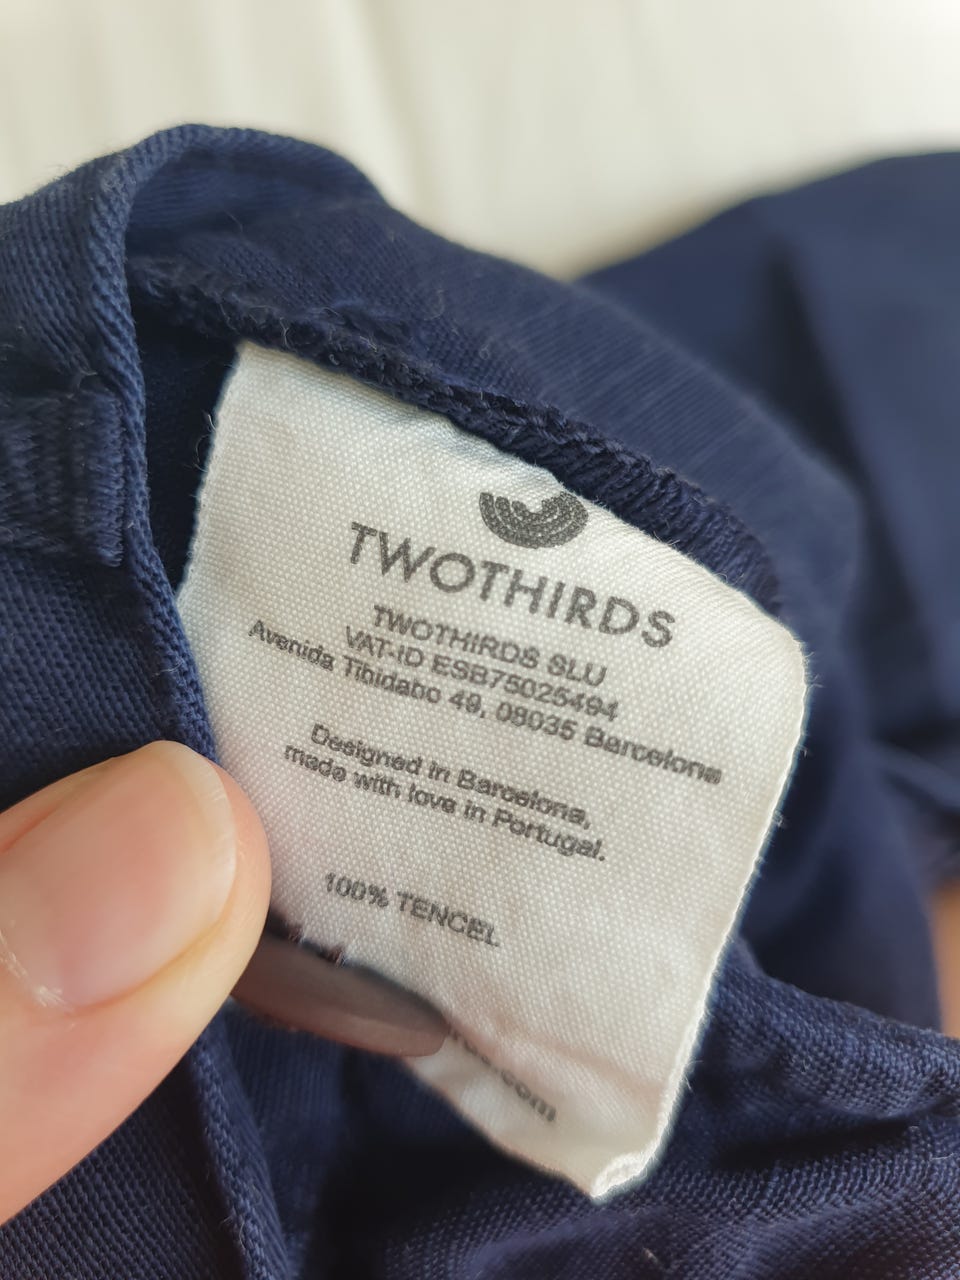 TWOTHIRDS
TWOTHIRDS SLU
VAT-ID ESB75025494
Avenida Tibidabo 49, 08035 Barcelona
Designed in Barcelona,
made with love in Portugal.
100% TENCEL